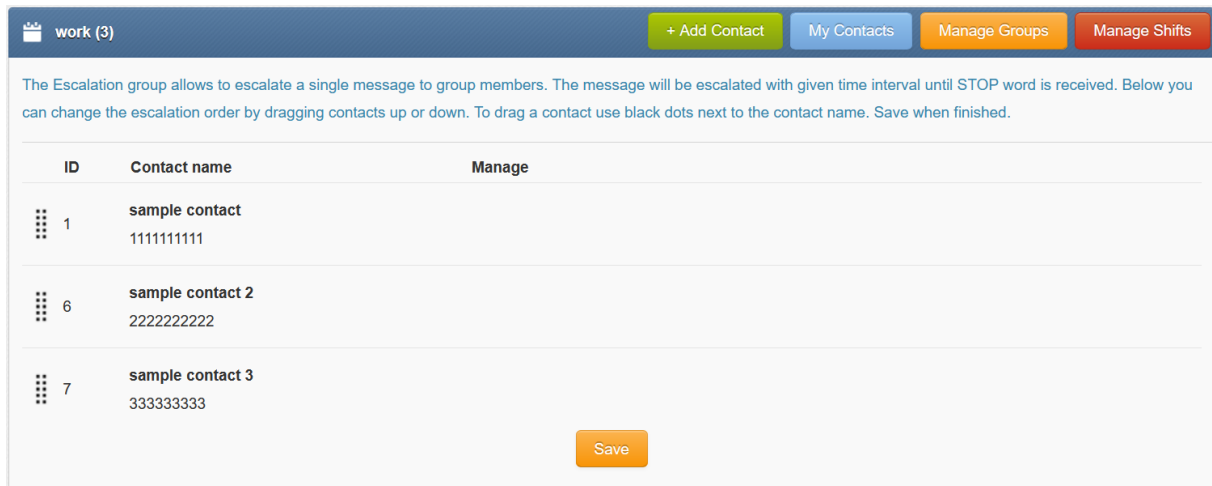 work (3)
+ Add Contact
My Contacts
Manage Groups
Manage Shifts
The Escalation group allows to escalate a single message to group members. The message will be escalated with given time interval until STOP word is received. Below you
can change the escalation order by dragging contacts up or down. To drag a contact use black dots next to the contact name. Save when finished.
ID Contact name Manage
sample contact
1
1111111111
sample contact 2
6
2222222222
sample contact 3
7
333333333
Save